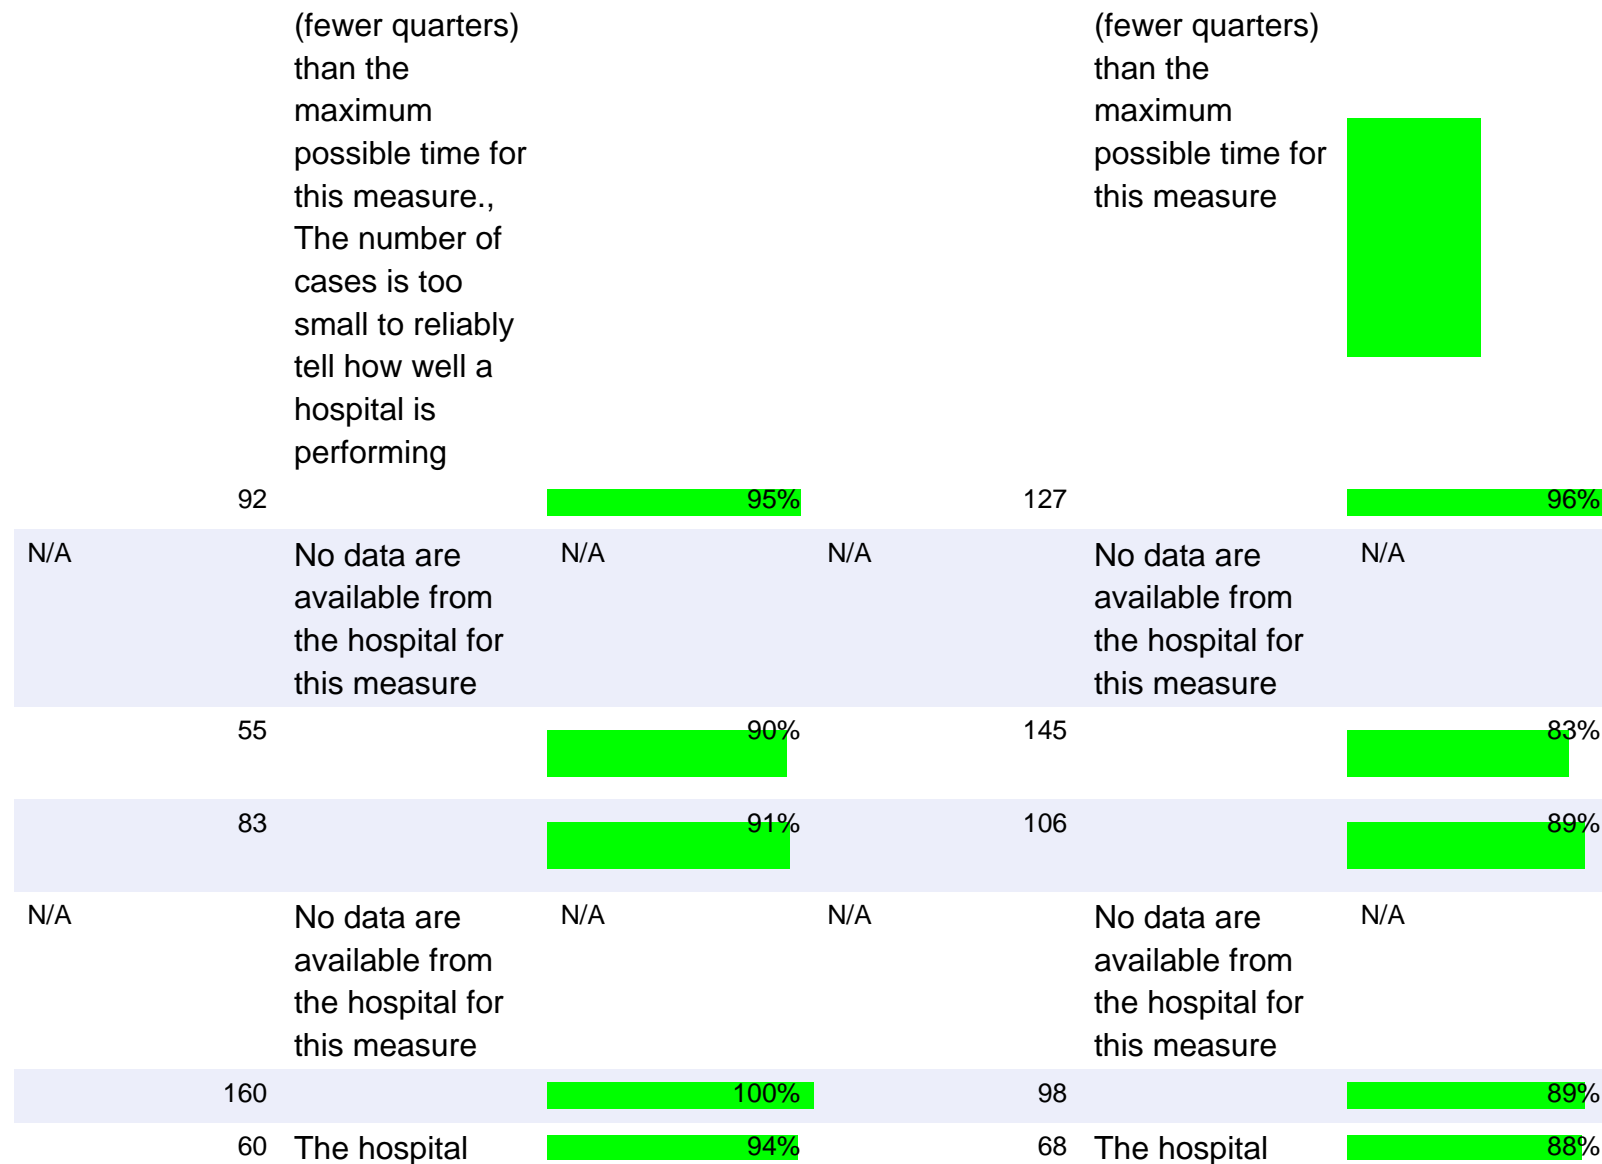 (fewer quarters) (fewer quarters)
than the than the
maximum maximum
possible time for possible time for
this measure., this measure
The number of
cases is too
small to reliably
tell how well a
hospital is
performing
92 95% 127 96%
N/A No data are N/A N/A No data are N/A
available from available from
the hospital for the hospital for
this measure this measure
55 90% 145 83%
83 91% 106 89%
N/A No data are N/A N/A No data are N/A
available from available from
the hospital for the hospital for
this measure this measure
160 100% 98 89%
60 The hospital 94% 68 The hospital 88%